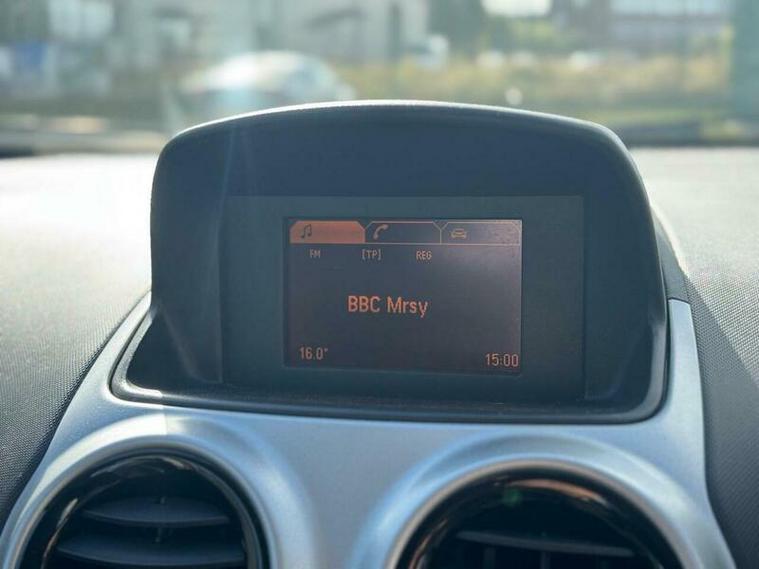 FM [TP] REG
BBC Mrsy
16.0° 15:00